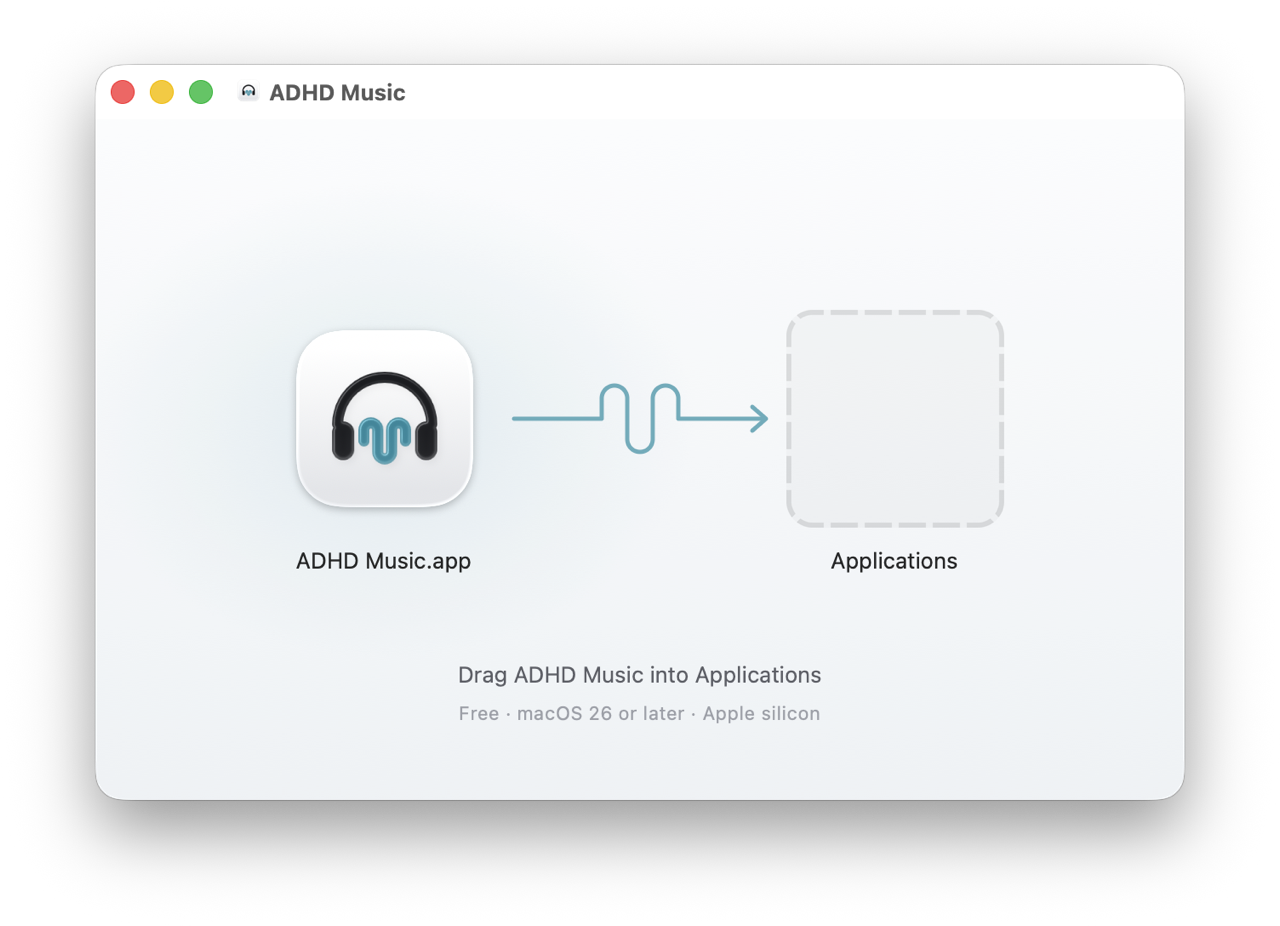 ADHD Music
ADHD Music.app
Applications
Drag ADHD Music into Applications
Free · macOS 26 or later · Apple silicon